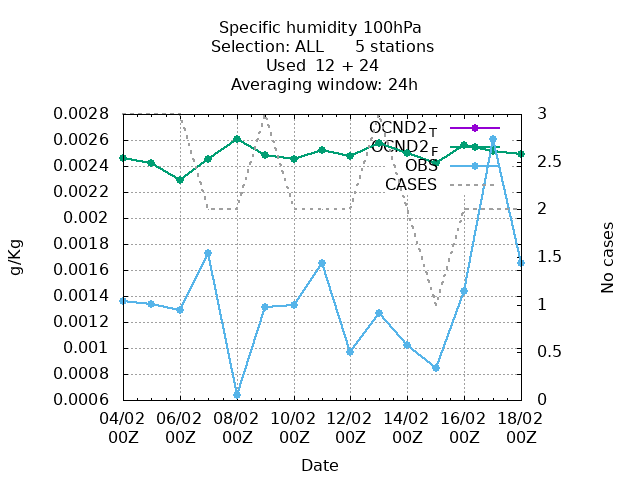 Specific humidity 100hPa
Selection: ALL 5 stations
Used 12 + 24
Averaging window: 24h
0.0028
0.0026
0.0024
0.0022
0.002
0.0018
0.0016
0.0014
0.0012
0.001
0.0008
0.0006
g/Kg
OCND2 T
OCND2 F
OBS
CASES
3
2.5
2
1.5
1
0.5
0
No cases
04/02 06/02 08/02 10/02 12/02 14/02 16/02 18/02
00Z 00Z 00Z 00Z 00Z 00Z 00Z 00Z
Date